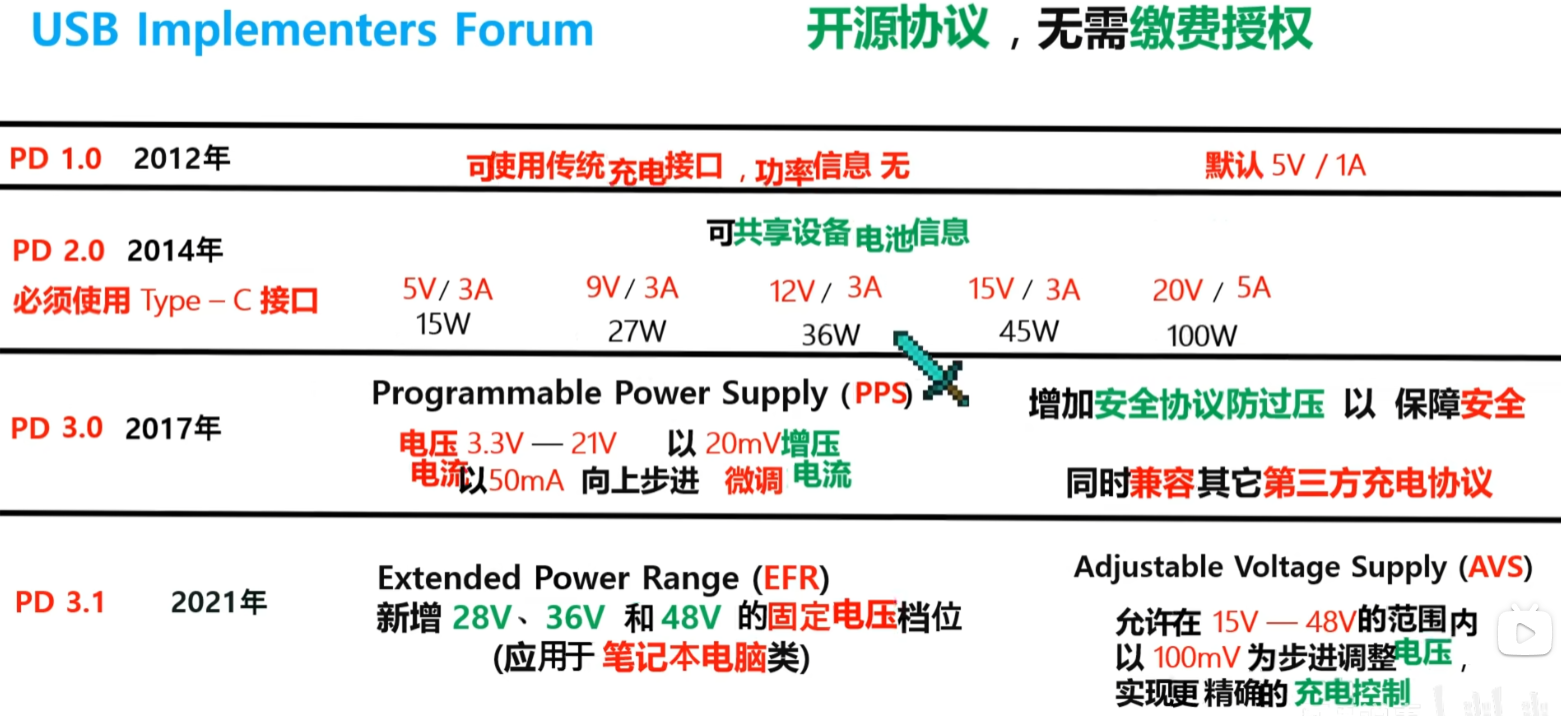 USB Implementers Forum
开源协议，无需缴费授权
PD 1.0 2012年 可使用传统充电接口，功率信息 无 默认 5V / 1A
PD 2.0 2014年
可共享设备电池信息
必须使用 Type – C 接口
5V / 3A 9V / 3A 12V / 3A 15V / 3A 20V / 5A
15W 27W 36W 45W 100W
PD 3.0 2017年
Programmable Power Supply (PPS)
电压 3.3V — 21V 以 20mV增压
电流以50mA 向上步进 微调 电流
增加安全协议防过压 以 保障安全
同时兼容其它第三方充电协议
PD 3.1 2021年
Extended Power Range (EFR)
新增 28V、36V 和 48V 的固定电压档位
(应用于 笔记本电脑类)
Adjustable Voltage Supply (AVS)
允许在 15V — 48V的范围内
以 100mV 为步进调整电压，
实现更精确的 充电控制